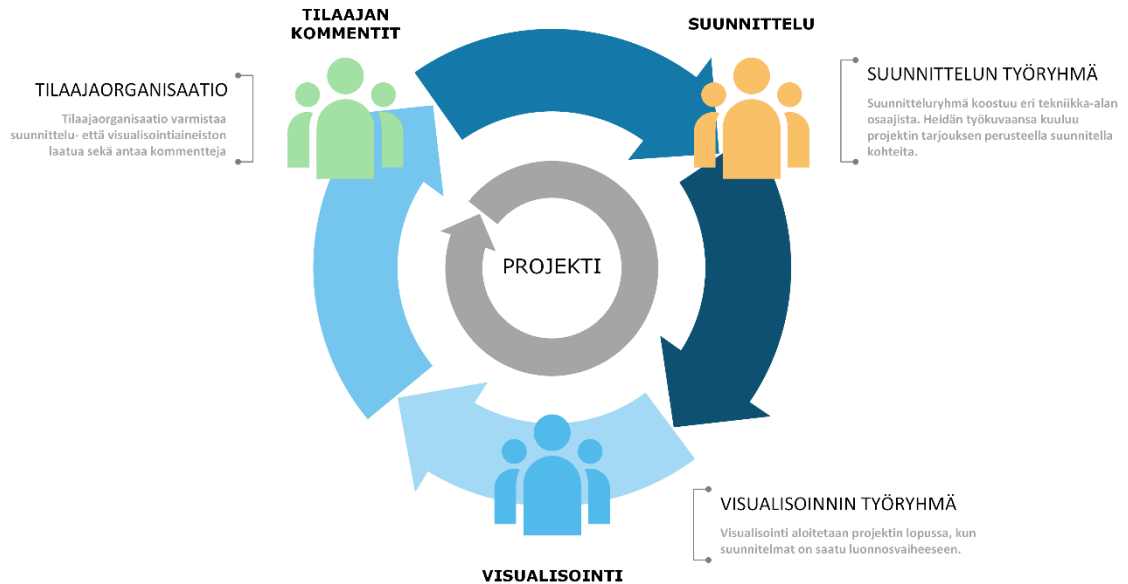 TILAAJAN
KOMMENTIT
SUUNNITTELU
TILAAJAORGANISAATIO
Tilaajaorganisaatio varmistaa
suunnittelu- että visualisointiaineiston
laatua sekä antaa kommentteja
SUUNNITTELUN TYÖRYHMÄ
Suunnitteluryhmä koostuu eri tekniikka-alan
osaajista. Heidän työkuvaansa kuuluu
projektin tarjouksen perusteella suunnitella
kohteita.
PROJEKTI
VISUALISOINNIN TYÖRYHMÄ
Visualisointi aloitetaan projektin lopussa, kun
suunnitelmat on saatu luonnosvaiheeseen.
VISUALISOINTI